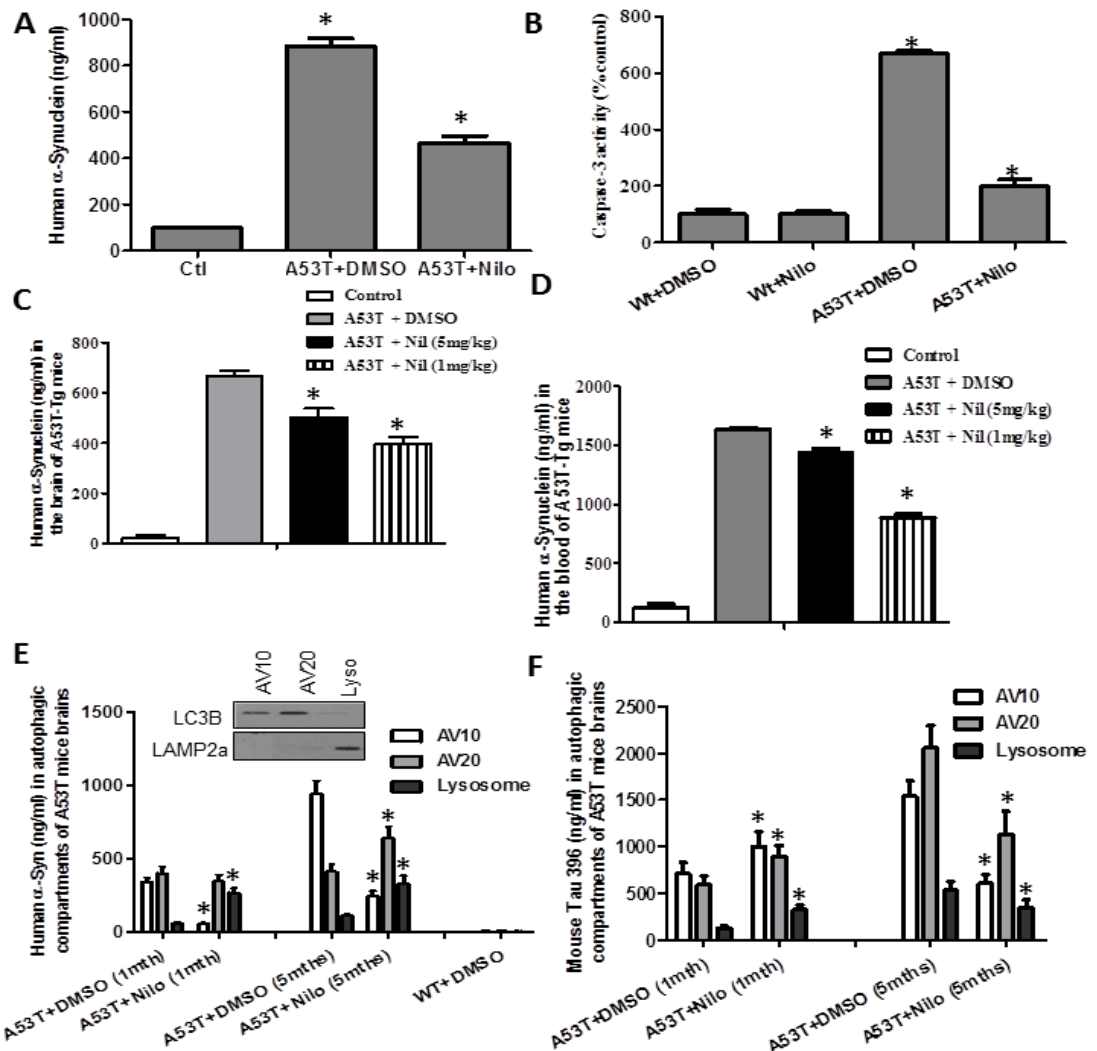 A
Human α-Synuclein (ng/ml)
1000
800
600
400
200
0
*
*
Ctl
A53T+DMSO
A53T+Nilo
B
Caspase-3 activity (% control)
800
600
400
200
0
*
*
Wt+DMSO
Wt+Nilo
A53T+DMSO
A53T+Nilo
C
Control
A53T + DMSO
A53T + Nil (5mg/kg)
A53T + Nil (1mg/kg)
Human α-Synuclein (ng/ml) in
the brain of A53T-Tg mice
800
600
400
200
0
*
*
D
Control
A53T + DMSO
A53T + Nil (5mg/kg)
A53T + Nil (1mg/kg)
Human α-Synuclein (ng/ml) in
the blood of A53T-Tg mice
2000
1500
1000
500
0
*
*
E
AV10
AV20
Lyso
LC3B
LAMP2a
AV10
AV20
Lysosome
Human α-Syn (ng/ml) in autophagic
compartments of A53T mice brains
1500
1000
500
0
*
*
*
*
*
A53T+DMSO (1mth)
A53T+Nilo (1mth)
A53T+DMSO (5mths)
A53T+Nilo (5mths)
WT+DMSO
F
AV10
AV20
Lysosome
Mouse Tau 396 (ng/ml) in autophagic
compartments of A53T mice brains
2500
2000
1500
1000
500
0
*
*
*
*
*
*
A53T+DMSO (1mth)
A53T+Nilo (1mth)
A53T+DMSO (5mths)
A53T+Nilo (5mths)